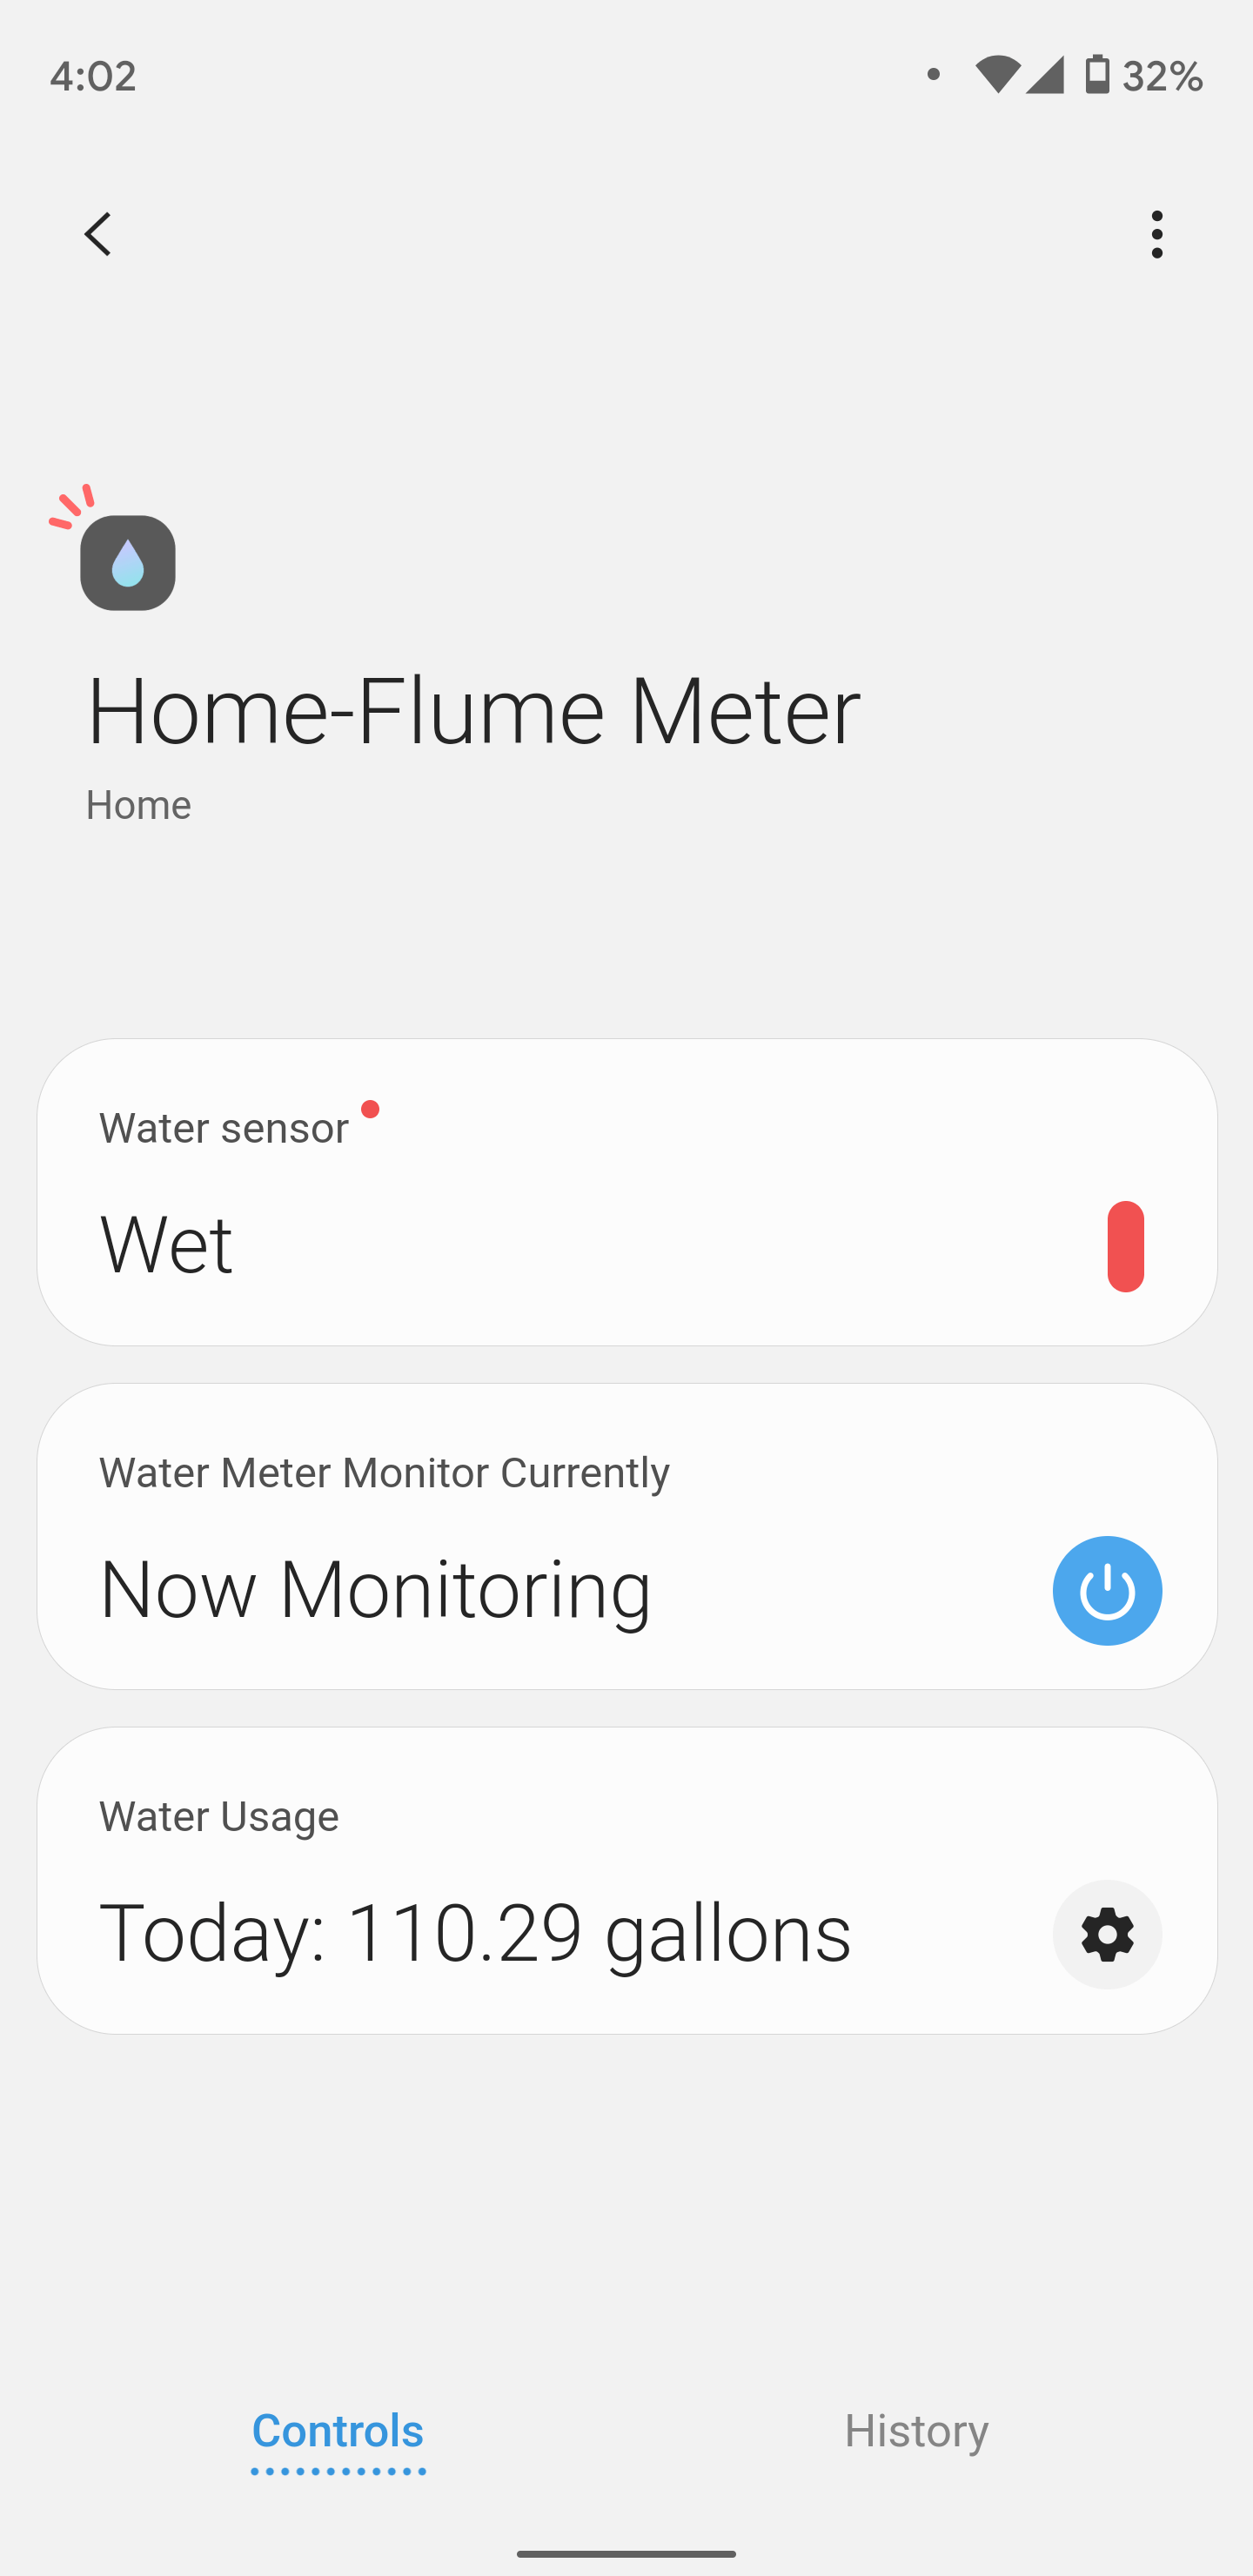 4:02
32%
Home-Flume Meter
Home
Water sensor
Wet
Water Meter Monitor Currently
Now Monitoring
Water Usage
Today: 110.29 gallons
Controls
History